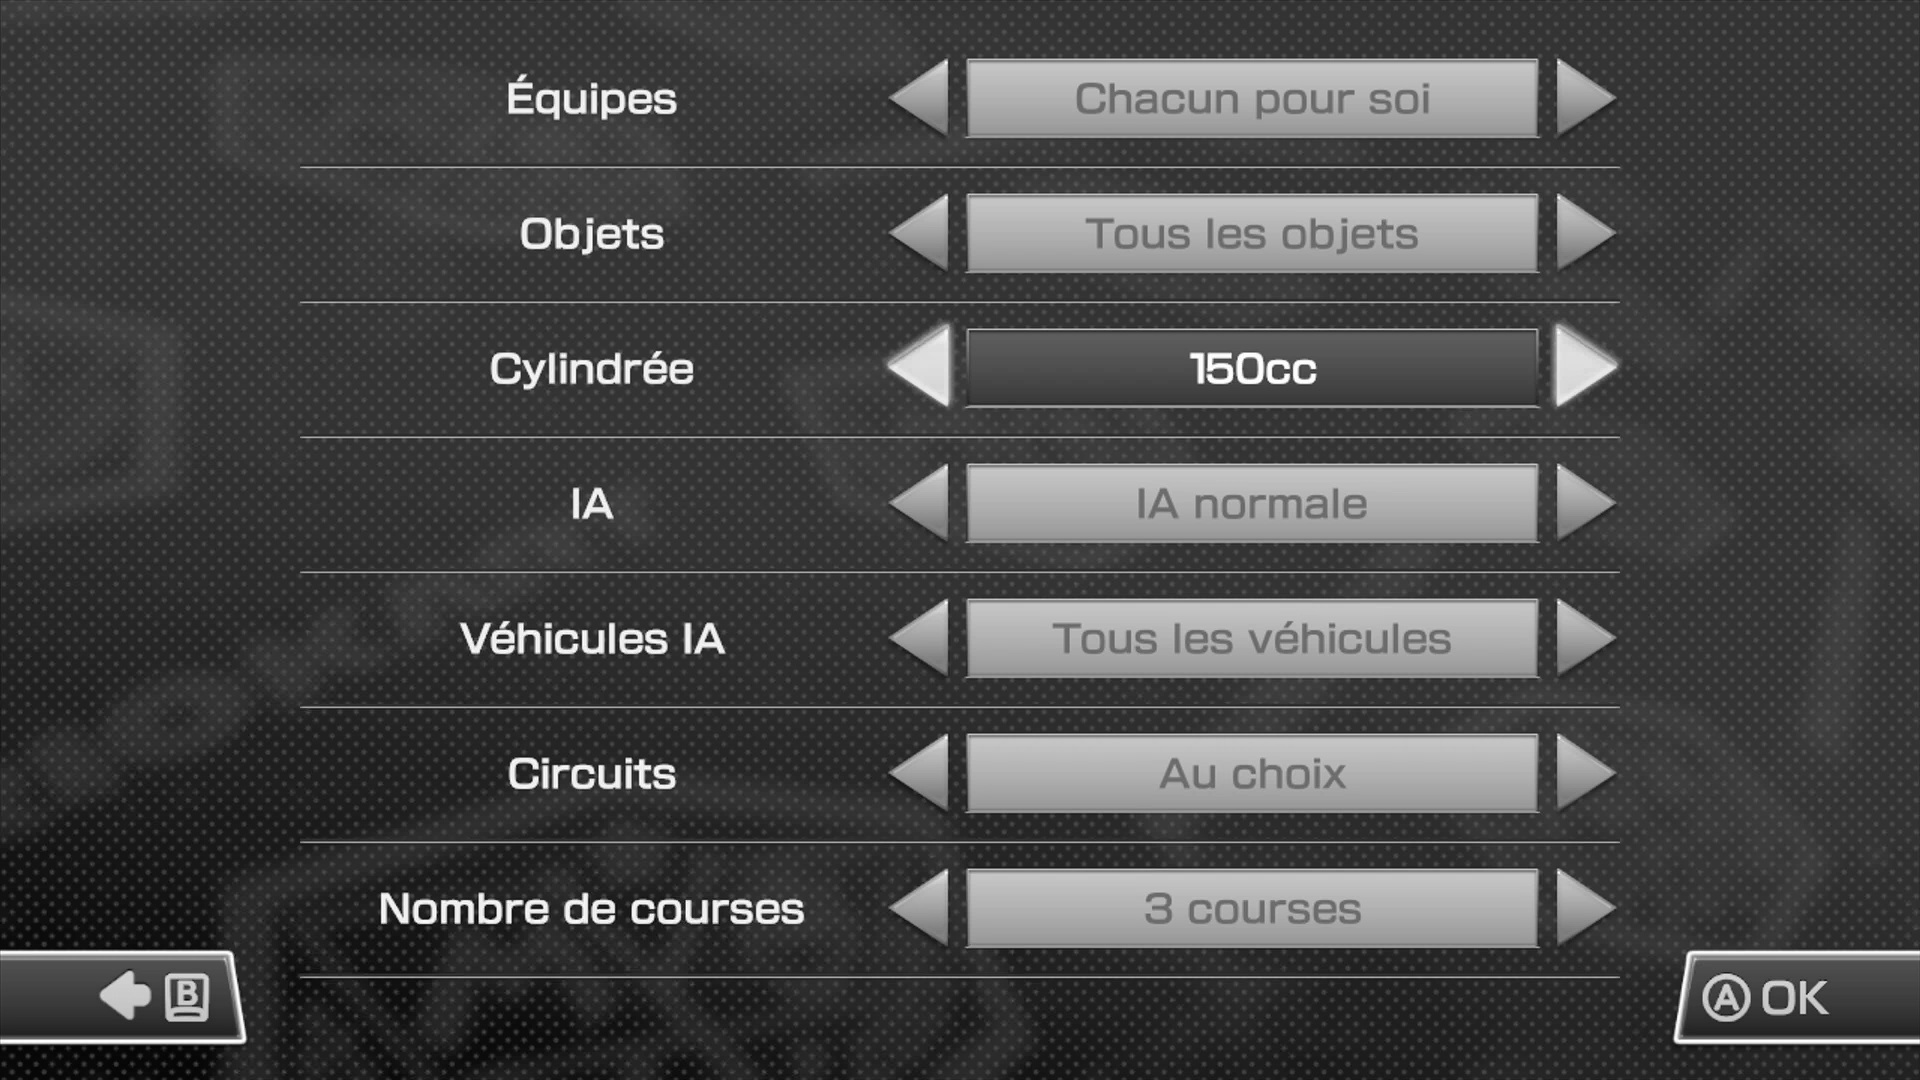 Équipes
Chacun pour soi
Objets
Tous les objets
Cylindrée
150cc
IA
IA normale
Véhicules IA
Tous les véhicules
Circuits
Au choix
Nombre de courses
3 courses
B
A OK